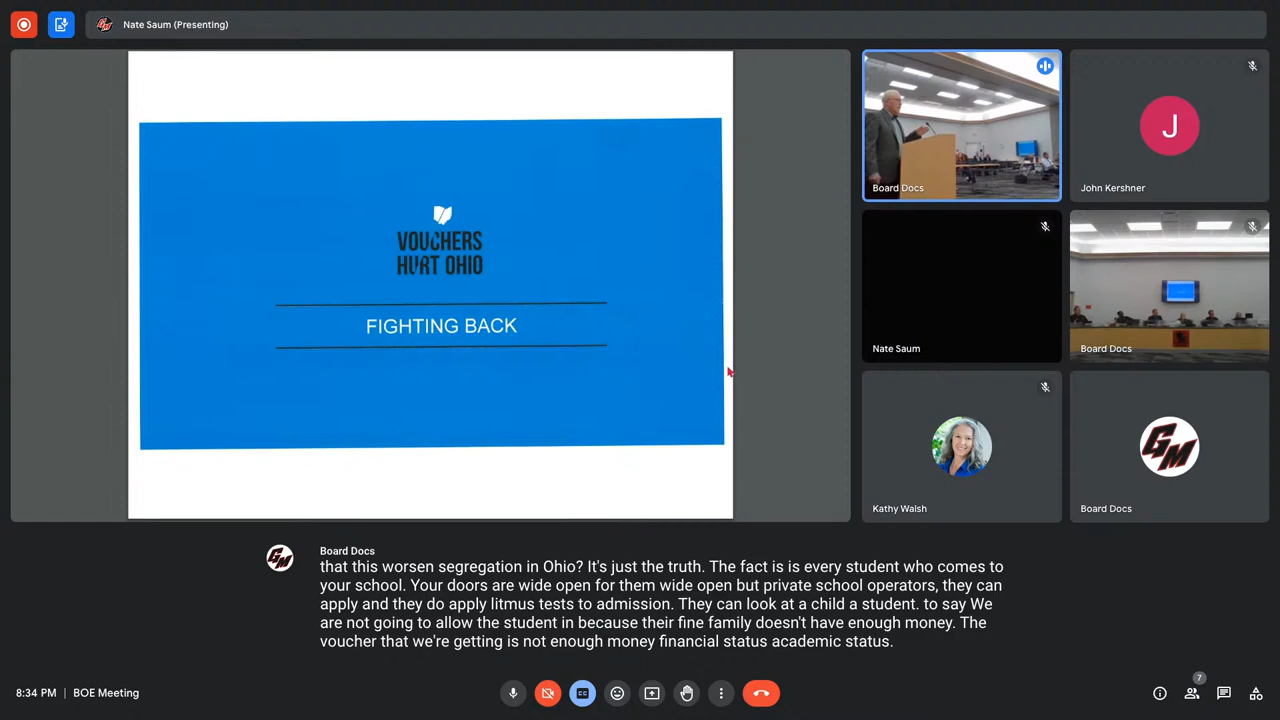 Nate Saum (Presenting)
VOUCHERS
HURT OHIO
FIGHTING BACK
Board Docs
J
John Kershner
Nate Saum
Board Docs
Kathy Walsh
GM
Board Docs
GM
Board Docs
that this worsen segregation in Ohio? It's just the truth. The fact is is every student who comes to
your school. Your doors are wide open for them wide open but private school operators, they can
apply and they do apply litmus tests to admission. They can look at a child a student. to say We
are not going to allow the student in because their fine family doesn't have enough money. The
voucher that we're getting is not enough money financial status academic status.
8:34 PM | BOE Meeting
CC
7